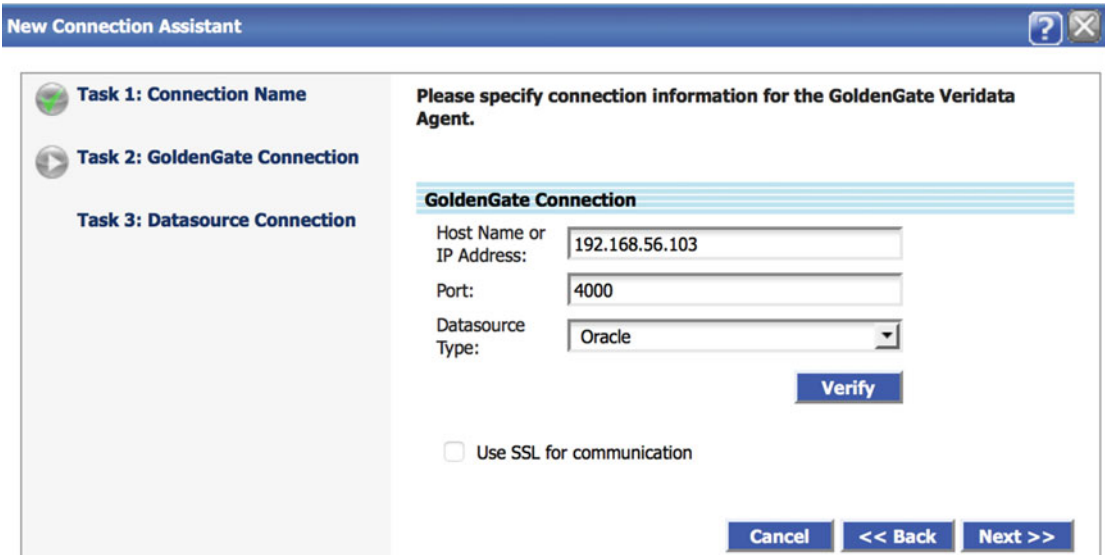 New Connection Assistant
?
Task 1: Connection Name
Task 2: GoldenGate Connection
Task 3: Datasource Connection
Please specify connection information for the GoldenGate Veridata
Agent.
GoldenGate Connection
Host Name or
IP Address:
192.168.56.103
Port:
4000
Datasource
Type:
Oracle
Verify
Use SSL for communication
Cancel
<< Back
Next >>